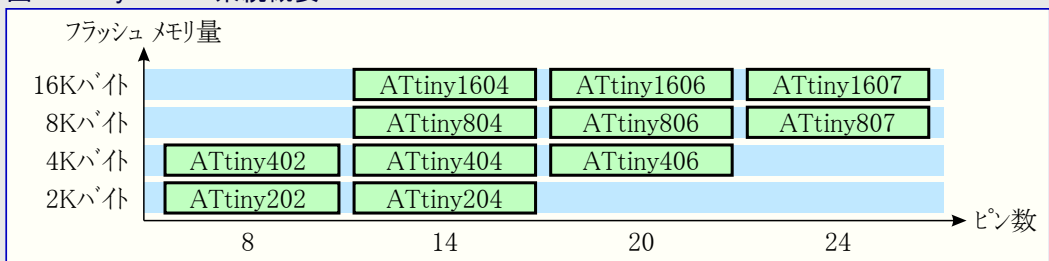 フラッシュ メモリ量
16Kバイト ATtiny1604 ATtiny1606 ATtiny1607
8Kバイト ATtiny804 ATtiny806 ATtiny807
4Kバイト ATtiny402 ATtiny404 ATtiny406
2Kバイト ATtiny202 ATtiny204
ピン数
8 14 20 24